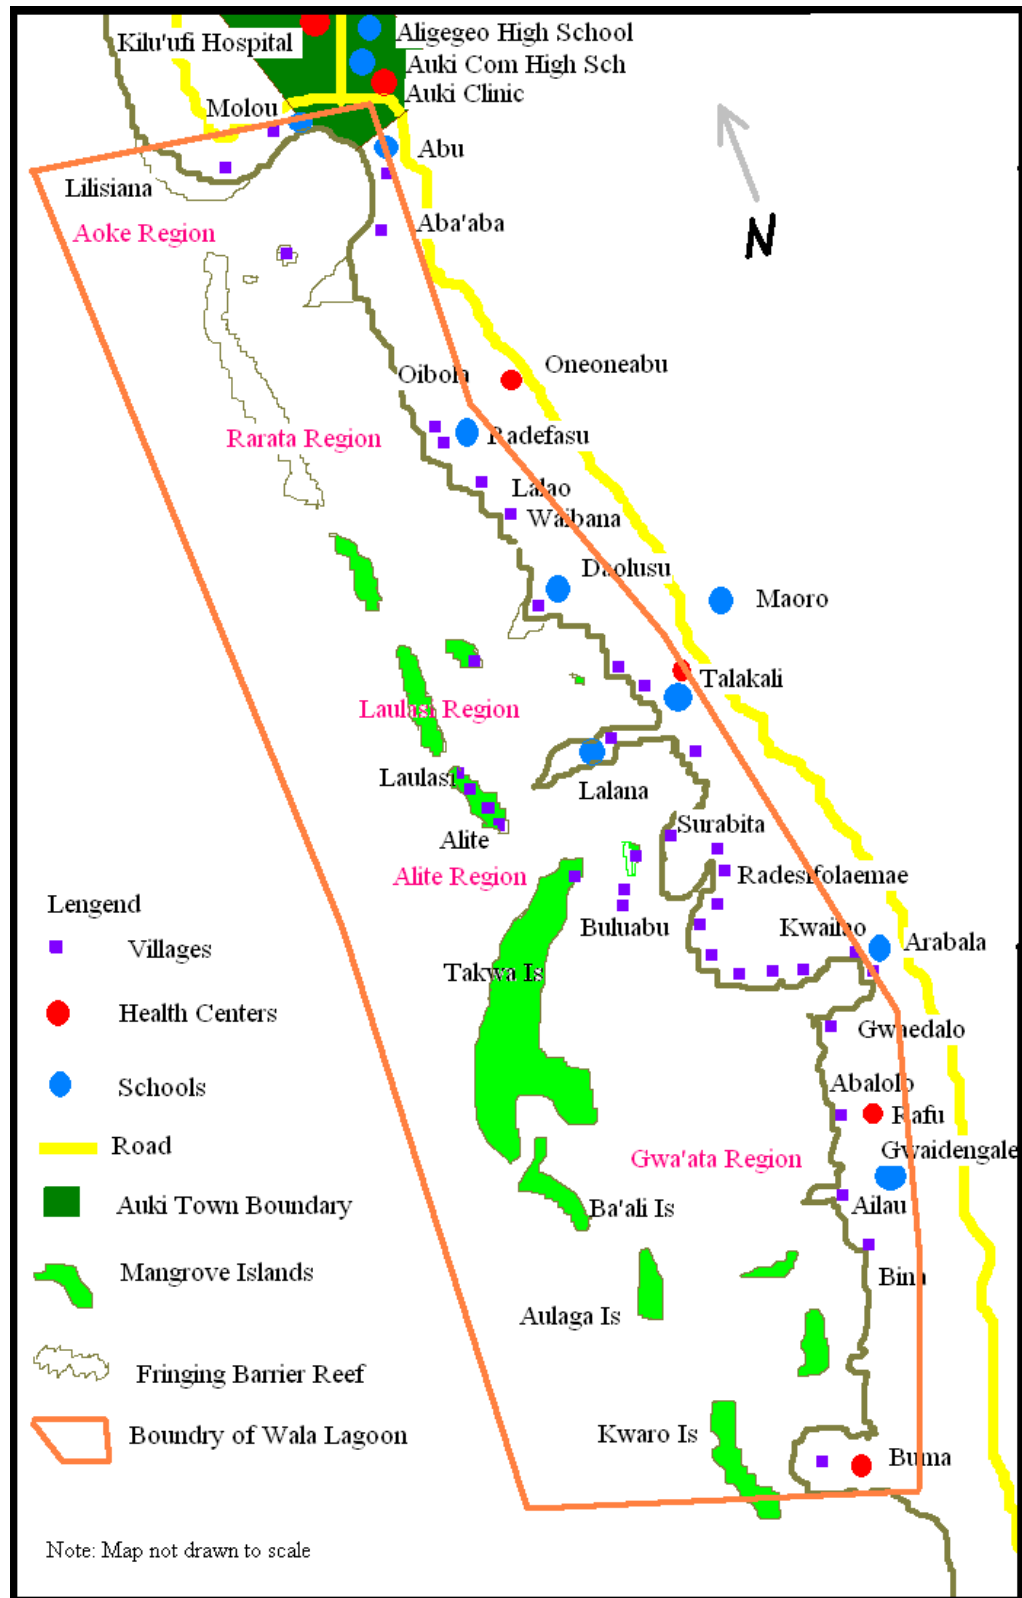 Kilu'ufi Hospital
Aligegeo High School
Auki Com High Sch
Auki Clinic
Molou
Abu
Lilisiana
Aba'aba
Aoke Region
N
Oneoneabu
Oibola
Rarata Region
Radefasu
Lalao
Waibana
Daolusu
Maoro
Talakali
Laulasi Region
Laulasi
Lalana
Surabita
Alite
Alite Region
Radesifolaemae
Lengend
Buluabu
Kwailao
Arabala
Villages
Takwa Is
Health Centers
Gwaedalo
Schools
Abalolo
Rafu
Road
Gwaidengale
Gwa'ata Region
Auki Town Boundary
Ba'ali Is
Ailau
Mangrove Islands
Bina
Aulaga Is
Fringing Barrier Reef
Boundry of Wala Lagoon
Kwaro Is
Buma
Note: Map not drawn to scale